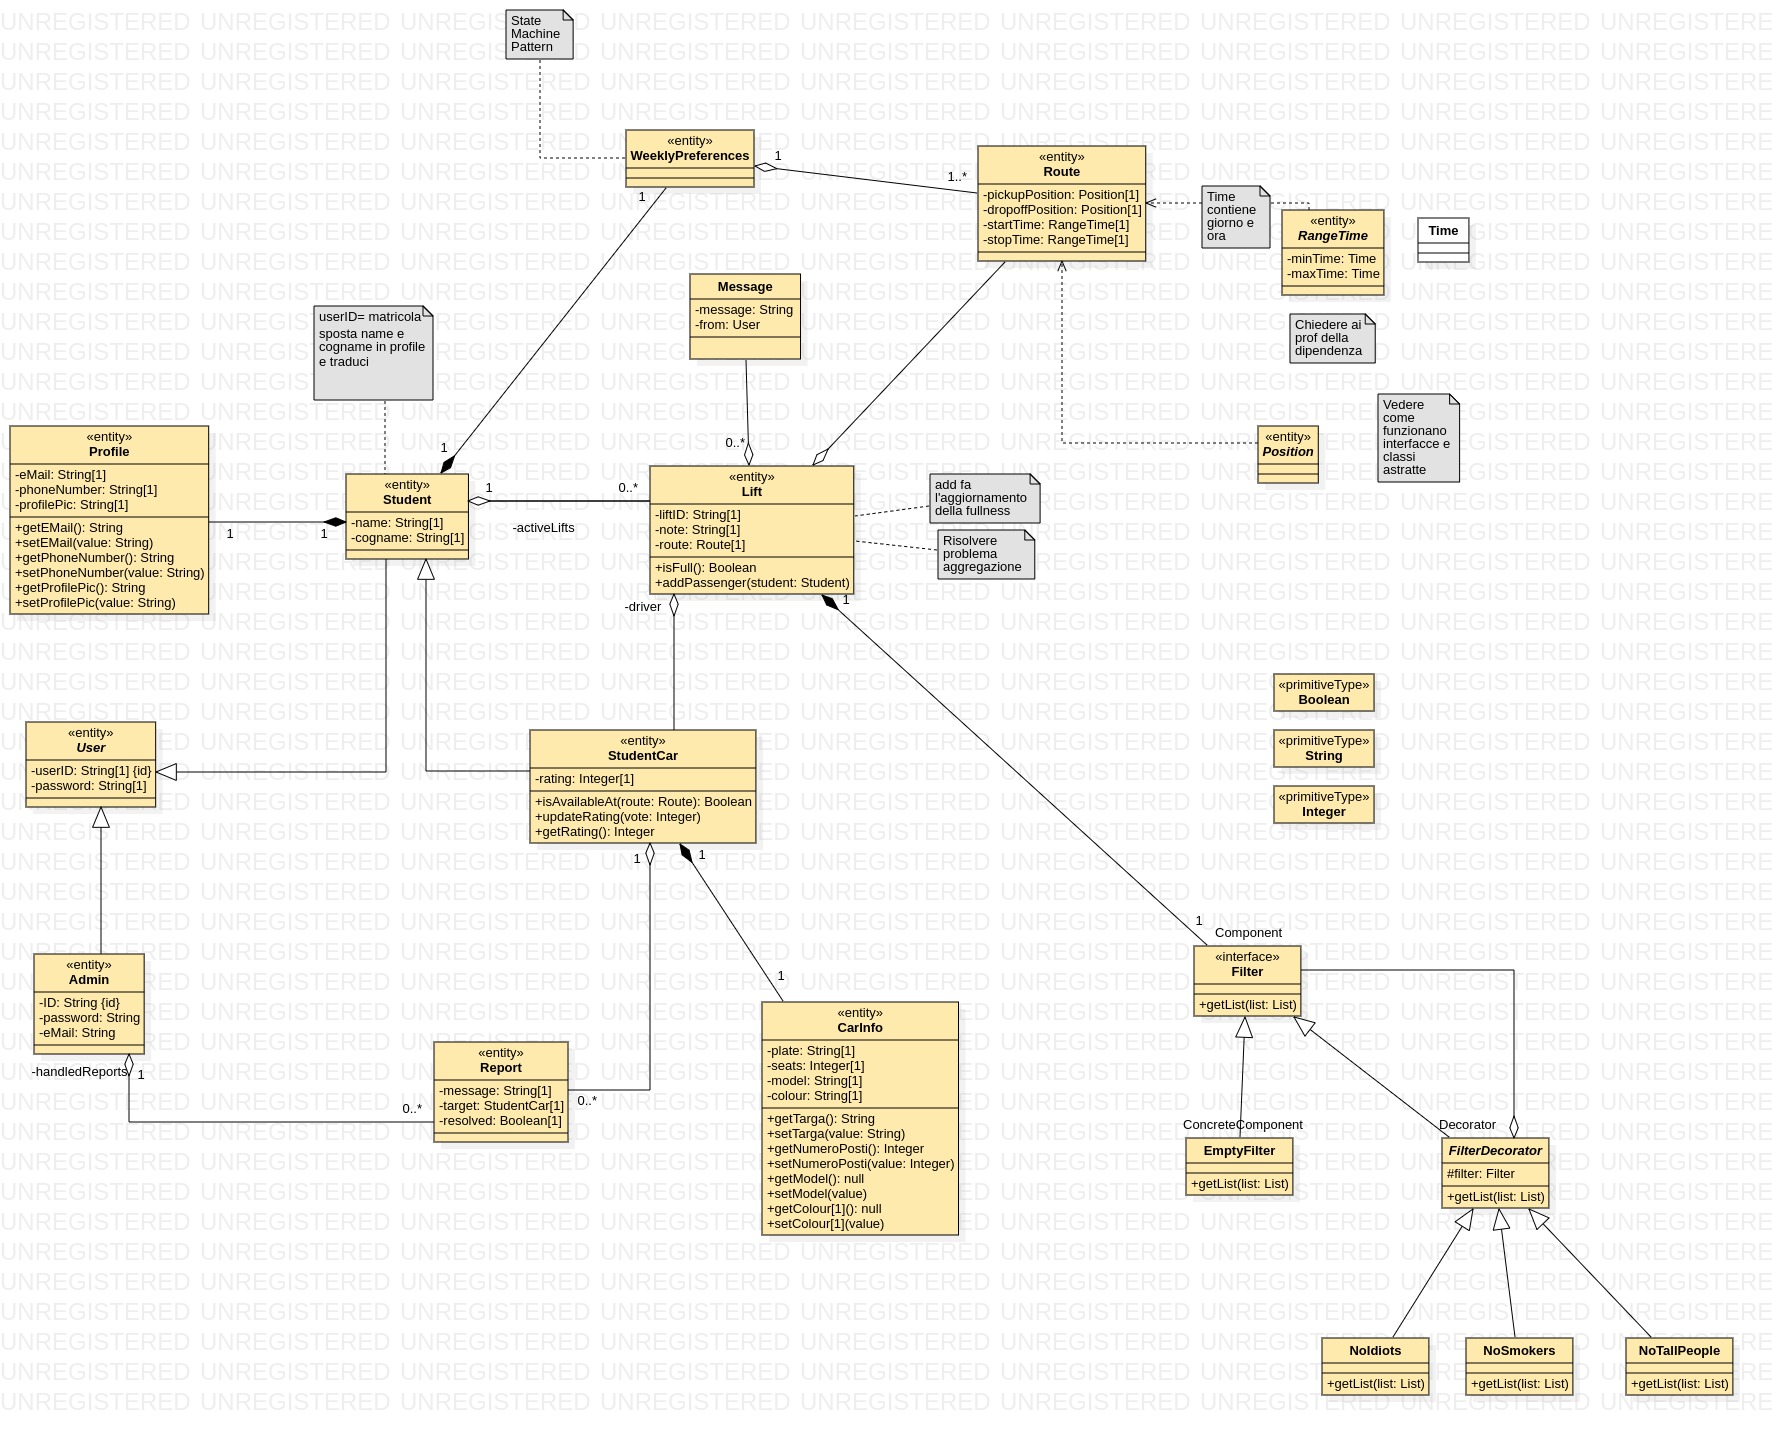 State
Machine
Pattern
«entity»
WeeklyPreferences
1
1..*
1
«entity»
Route
-pickupPosition: Position[1]
-dropoffPosition: Position[1]
-startTime: RangeTime[1]
-stopTime: RangeTime[1]
Time
contiene
giorno e
ora
«entity»
RangeTime
-minTime: Time
-maxTime: Time
Time
Chiedere ai
prof della
dipendenza
Message
-message: String
-from: User
userID= matricola
sposta name e
cogname in profile
e traduci
Vedere
come
funzionano
interfacce e
classi
astratte
«entity»
Position
«entity»
Profile
-eMail: String[1]
-phoneNumber: String[1]
-profilePic: String[1]
+getEMail(): String
+setEMail(value: String)
+getPhoneNumber(): String
+setPhoneNumber(value: String)
+getProfilePic(): String
+setProfilePic(value: String)
1
1
1
«entity»
Student
-name: String[1]
-cogname: String[1]
1
0..*
-activeLifts
0..*
«entity»
Lift
-liftID: String[1]
-note: String[1]
-route: Route[1]
+isFull(): Boolean
+addPassenger(student: Student)
add fa
l'aggiornamento
della fullness
Risolvere
problema
aggregazione
-driver
1
«primitiveType»
Boolean
«primitiveType»
String
«primitiveType»
Integer
«entity»
User
-userID: String[1] {id}
-password: String[1]
«entity»
StudentCar
-rating: Integer[1]
+isAvailableAt(route: Route): Boolean
+updateRating(vote: Integer)
+getRating(): Integer
1
1
«entity»
Admin
-ID: String {id}
-password: String
-eMail: String
-handledReports
1
0..*
«entity»
Report
-message: String[1]
-target: StudentCar[1]
-resolved: Boolean[1]
0..*
1
«entity»
CarInfo
-plate: String[1]
-seats: Integer[1]
-model: String[1]
-colour: String[1]
+getTarga(): String
+setTarga(value: String)
+getNumeroPosti(): Integer
+setNumeroPosti(value: Integer)
+getModel(): null
+setModel(value)
+getColour[1](): null
+setColour[1](value)
1
Component
«interface»
Filter
+getList(list: List)
ConcreteComponent
EmptyFilter
+getList(list: List)
Decorator
FilterDecorator
#filter: Filter
+getList(list: List)
NoIdiots
+getList(list: List)
NoSmokers
+getList(list: List)
NoTallPeople
+getList(list: List)